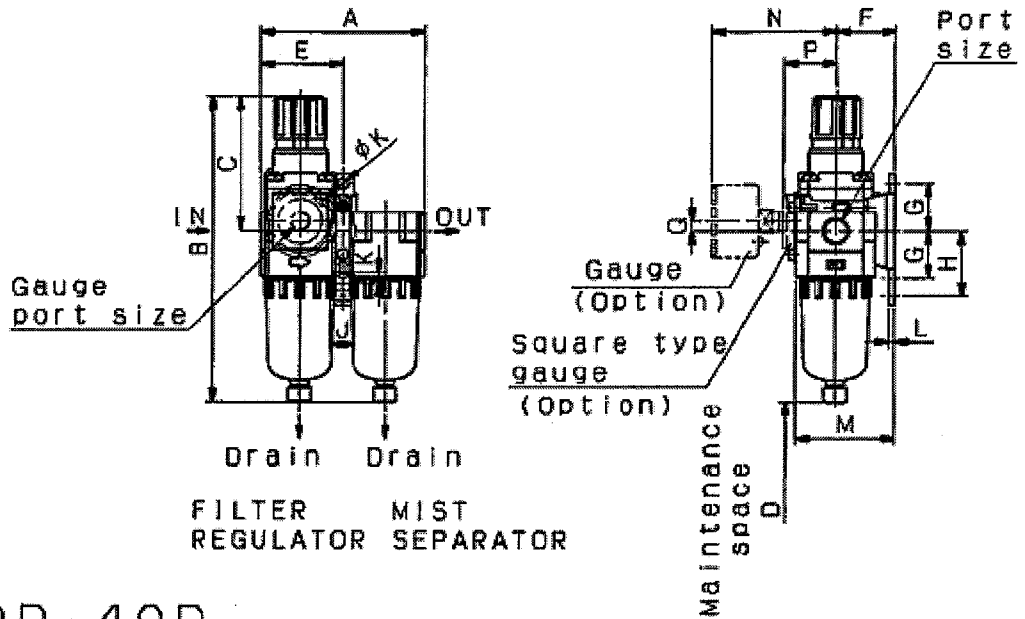 A
E
C
B
øK
IN
OUT
Gauge
port size
K
J
Drain
Drain
FILTER
REGULATOR
MIST
SEPARATOR
N
F
P
Port
size
Q
G
G
H
Gauge
(Option)
Square type
gauge
(Option)
L
M
Maintenance
space
D